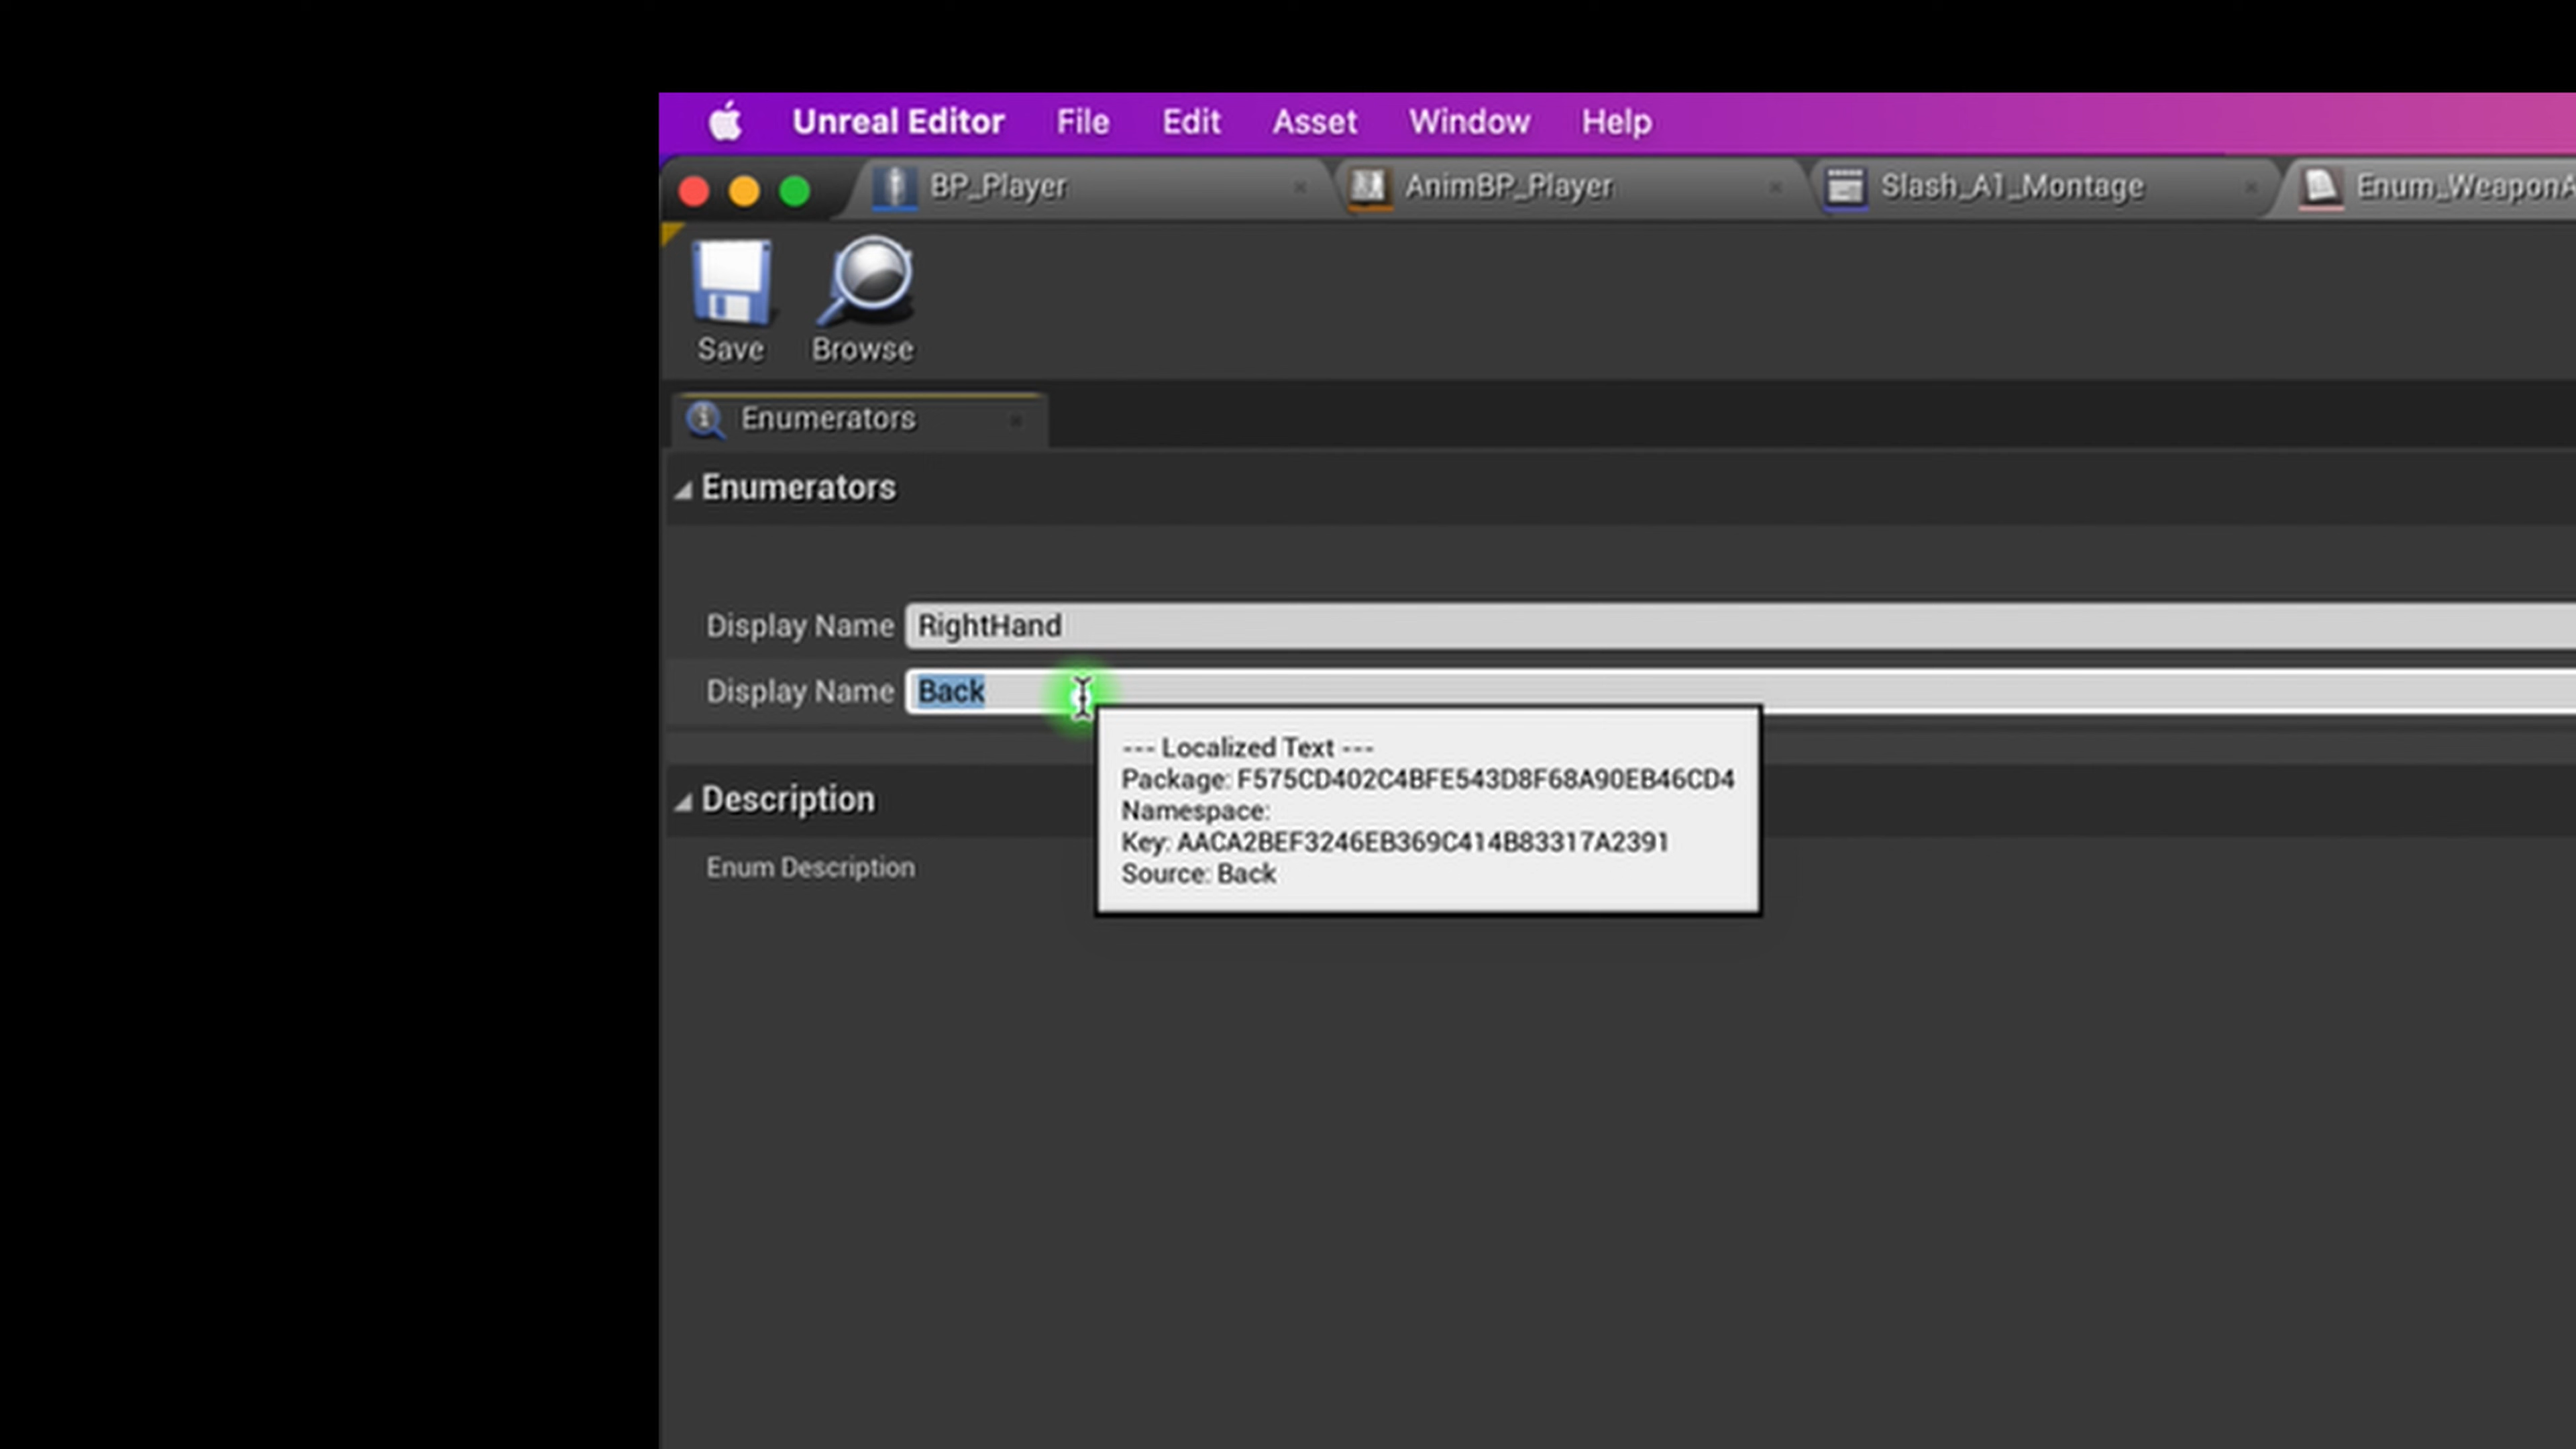 Unreal Editor File Edit Asset Window Help
BP_Player AnimBP_Player Slash_A1_Montage Enum_WeaponA
Save Browse
Enumerators
Enumerators
Display Name RightHand
Display Name Back
--- Localized Text ---
Package: F575CD402C4BFE543D8F68A90EB46CD4
Namespace:
Key: AACA2BEF3246EB369C414B83317A2391
Source: Back
Description
Enum Description